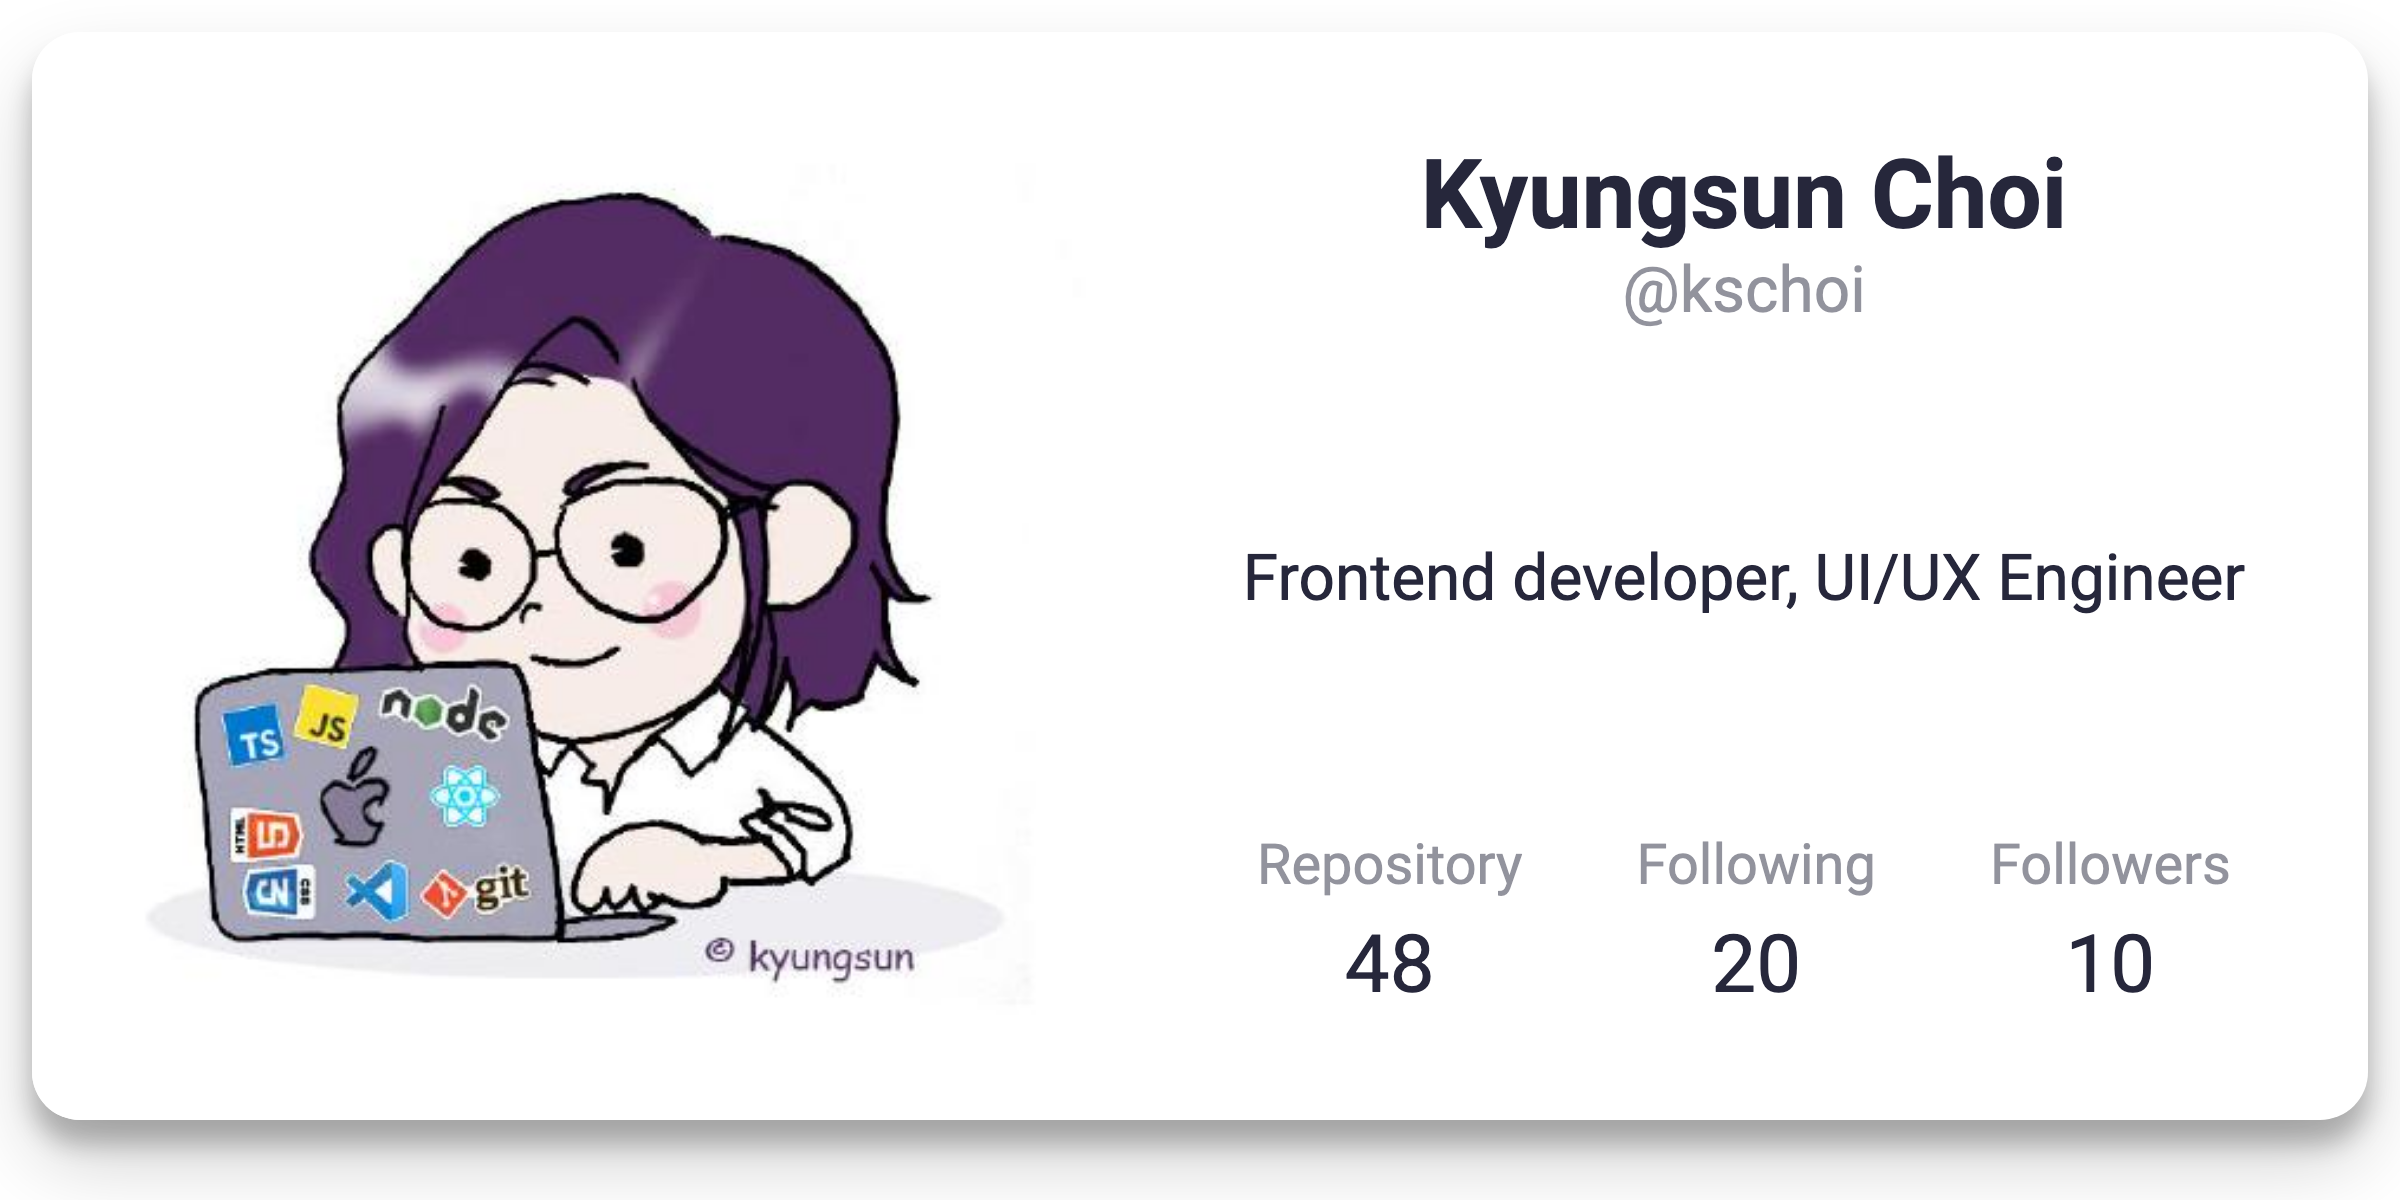 Kyungsun Choi
@kschoi
Frontend developer, UI/UX Engineer
Repository Following Followers
48 20 10
TS JS node
HTML 5
CSS git
© kyungsun